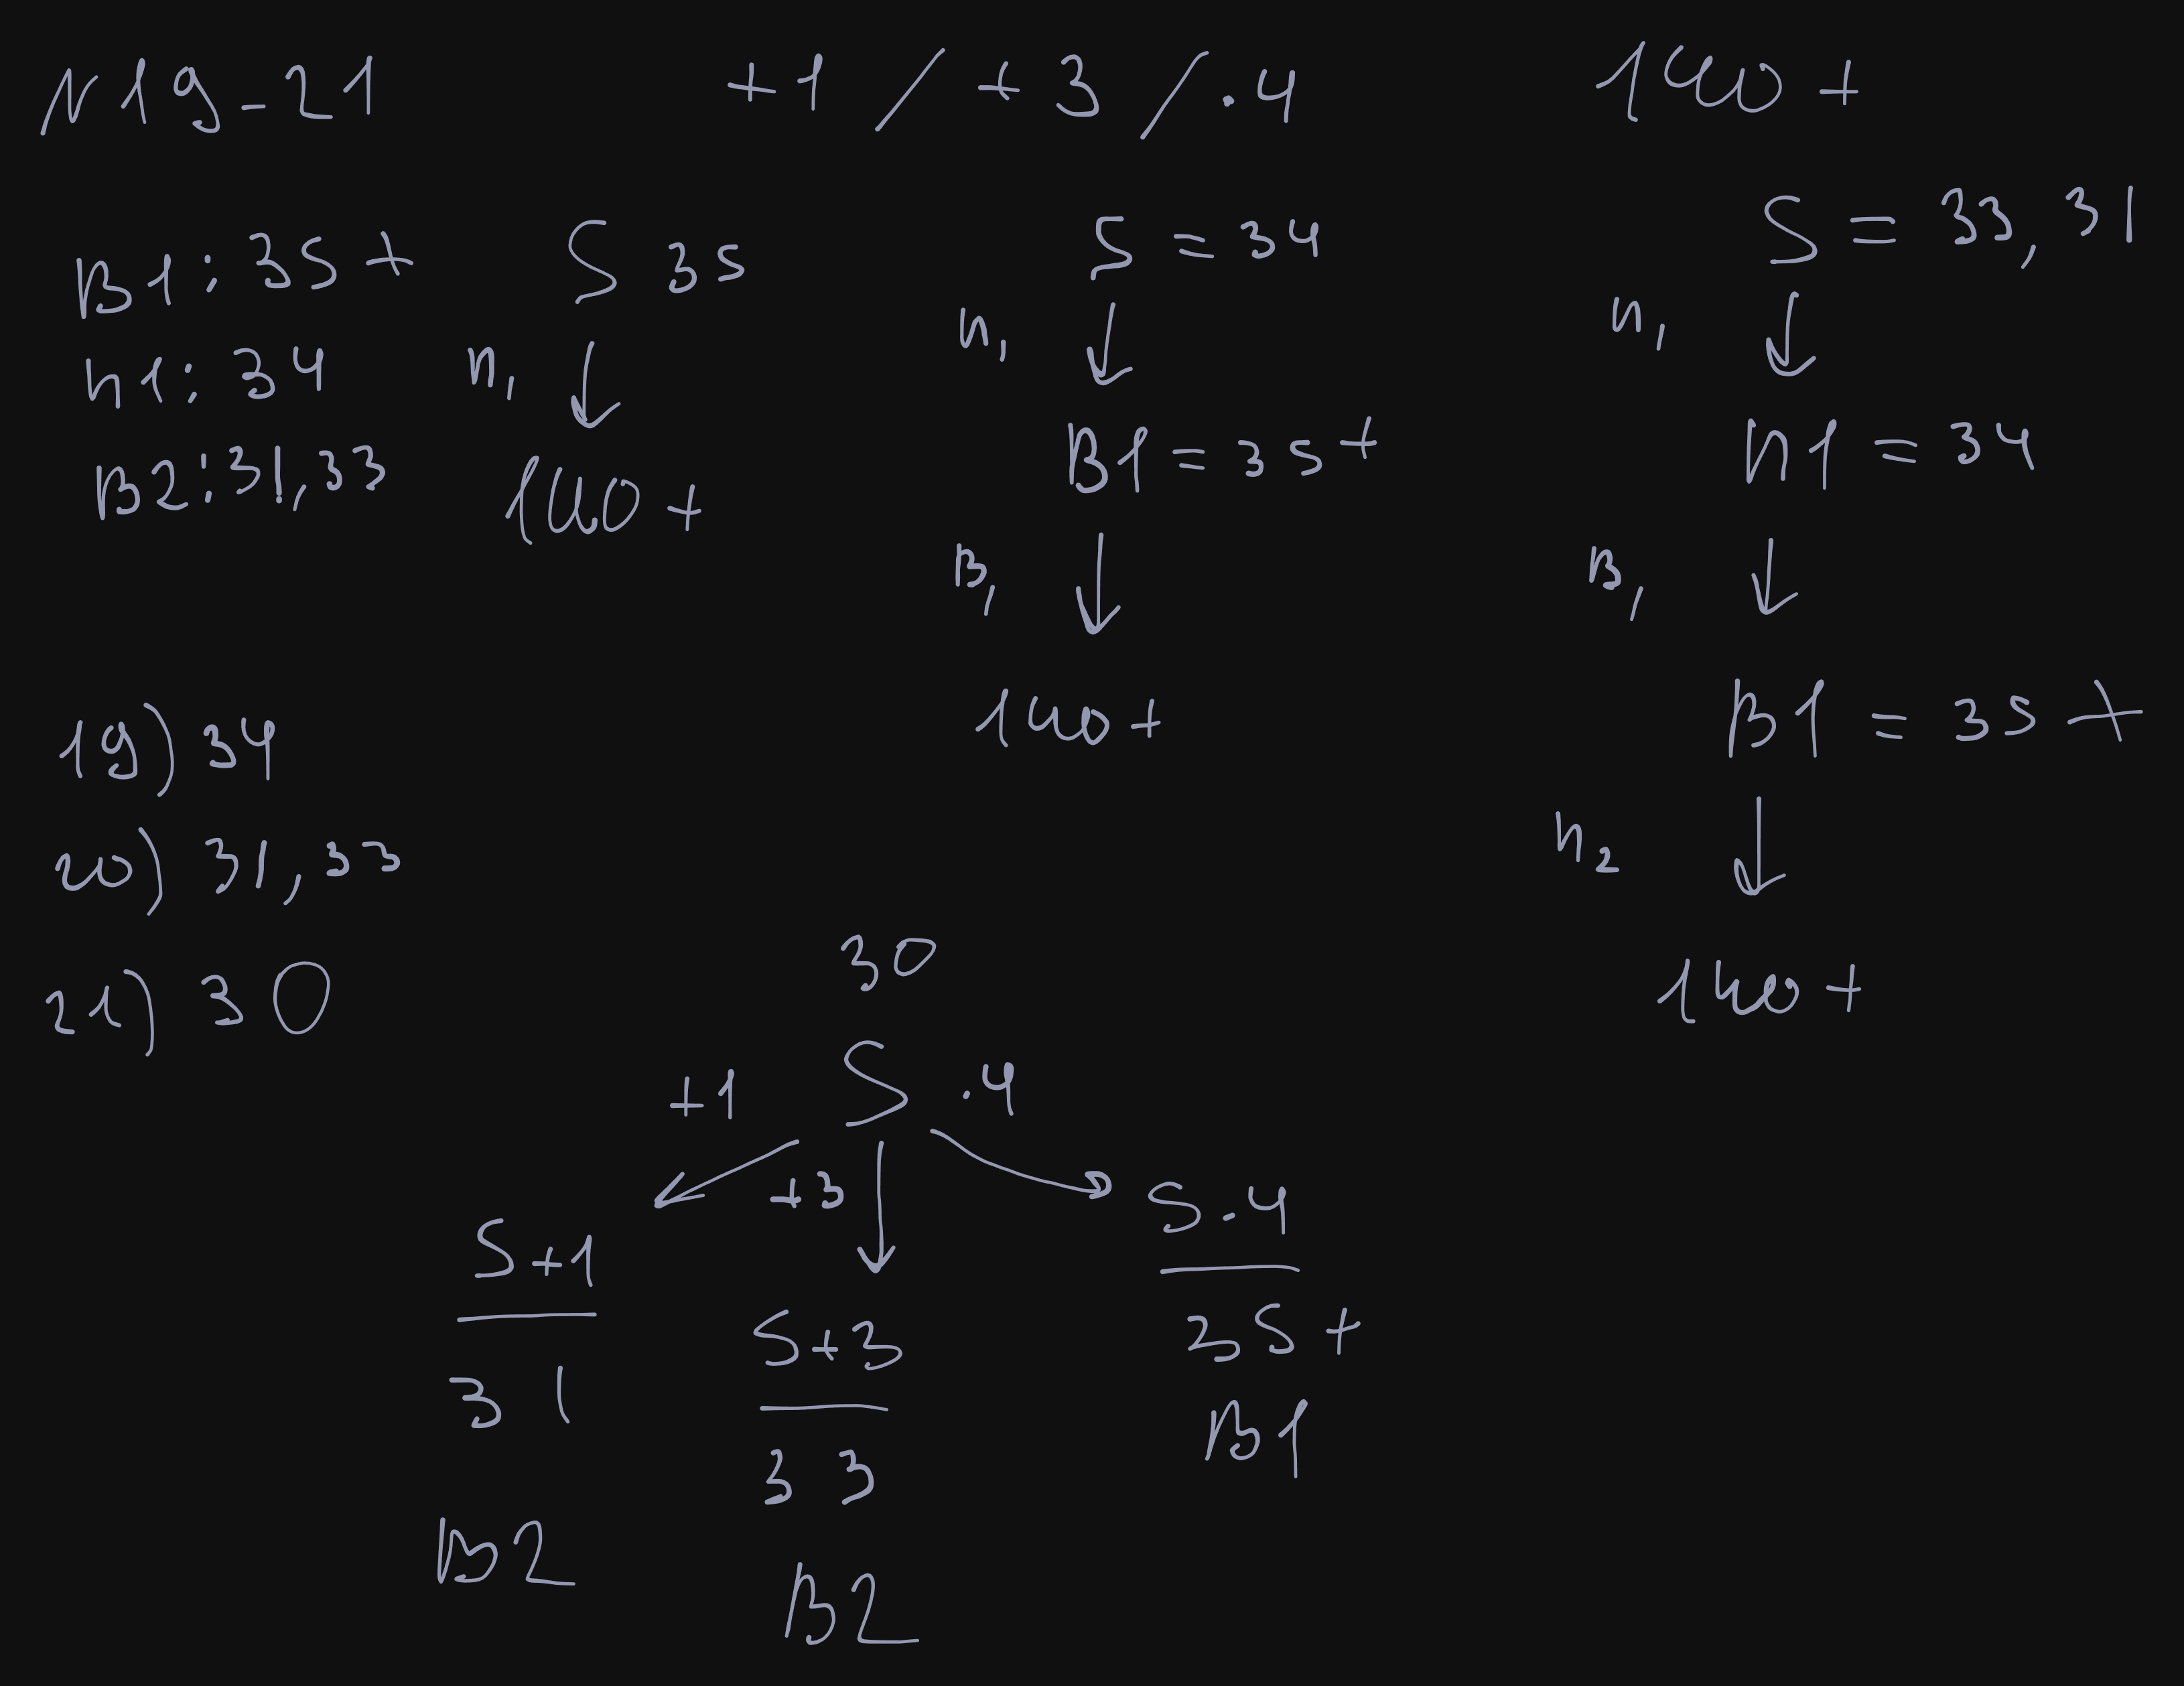 N19-21 +1 / +3 / ·4 140+
В1: 35+ S 35 S = 34 S = 33, 31
П1: 34 П1 ↓ П1 ↓ П1 ↓
В2: 31, 33 140+ В1 = 35+ П1 = 34
В1 ↓ В1 ↓
19) 34 140+ В1 = 35+
20) 31, 33 П2 ↓
21) 30 30 140+
+1 S ·4
+3
S+1 S+3 S·4
31 33 35+
В2 В2 В1